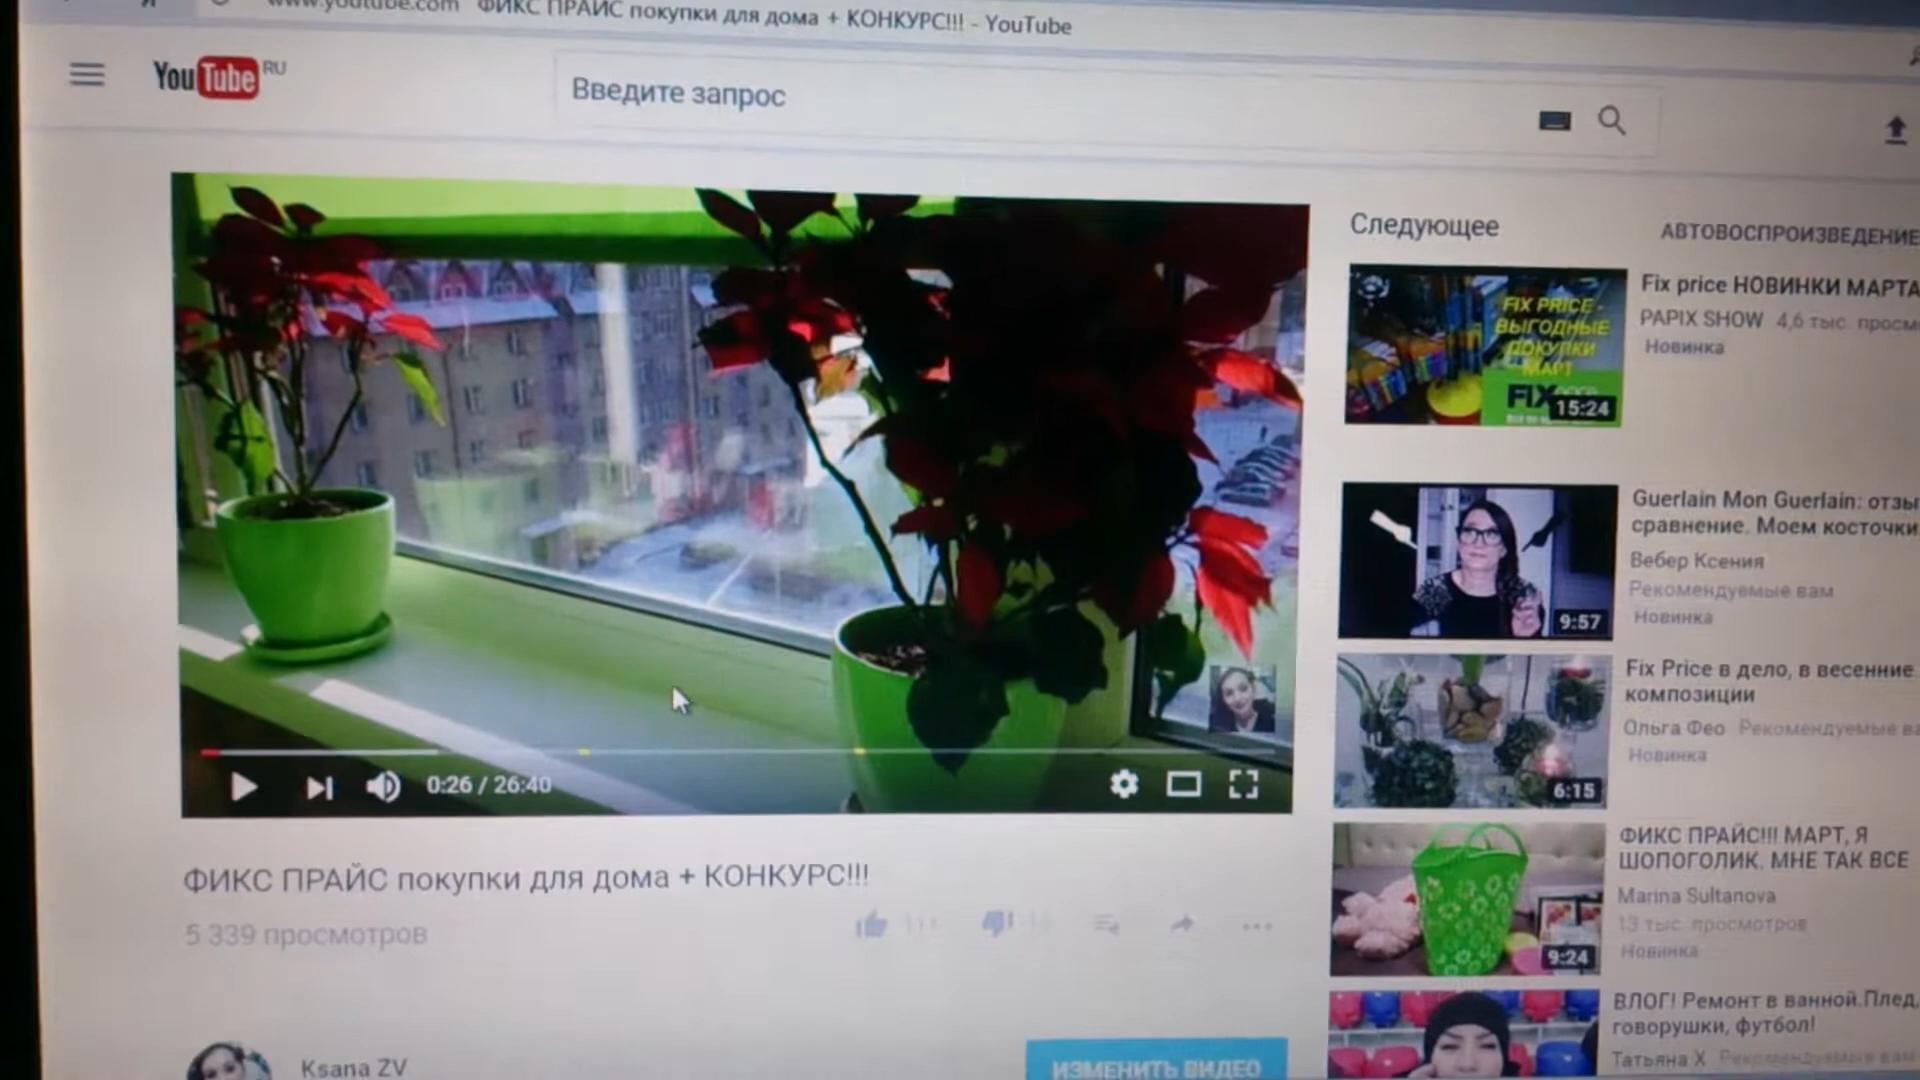 www.youtube.com ФИКС ПРАЙС покупки для дома + КОНКУРС!!! - YouTube
YouTube RU
Введите запрос
Следующее
АВТОВОСПРОИЗВЕДЕНИЕ
FIX PRICE -
ВЫГОДНЫЕ
ПОКУПКИ
МАРТ
FIX
15:24
Fix price НОВИНКИ МАРТА
PAPIX SHOW 4,6 тыс.
Новинка
9:57
Guerlain Mon Guerlain:
сравнение. Моем косточки
Вебер Ксения
Рекомендуемые вам
Новинка
6:15
Fix Price в дело, в весенние
композиции
Ольга Фео Рекомендуемые
Новинка
9:24
ФИКС ПРАЙС!!! МАРТ, Я
ШОПОГОЛИК. МНЕ ТАК ВСЕ
Marina Sultanova
13 тыс. просмотров
Новинка
ВЛОГ! Ремонт в ванной.Плед,
говорушки, футбол!
Татьяна Х Рекомендуемые вам
0:26 / 26:40
ФИКС ПРАЙС покупки для дома + КОНКУРС!!!
5 339 просмотров
Ksana ZV
ИЗМЕНИТЬ ВИДЕО